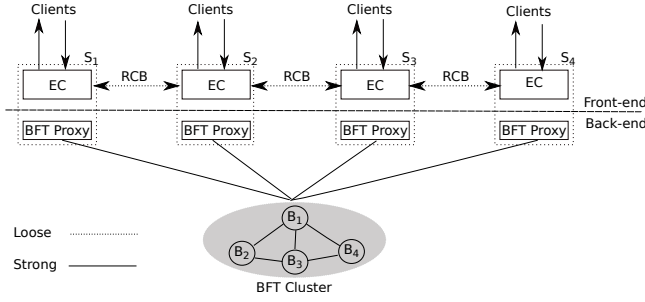 Clients Clients Clients Clients
S1 S2 S3 S4
EC RCB EC RCB EC RCB EC
Front-end
Back-end
BFT Proxy BFT Proxy BFT Proxy BFT Proxy
B1
B2 B3 B4
BFT Cluster
Loose
Strong